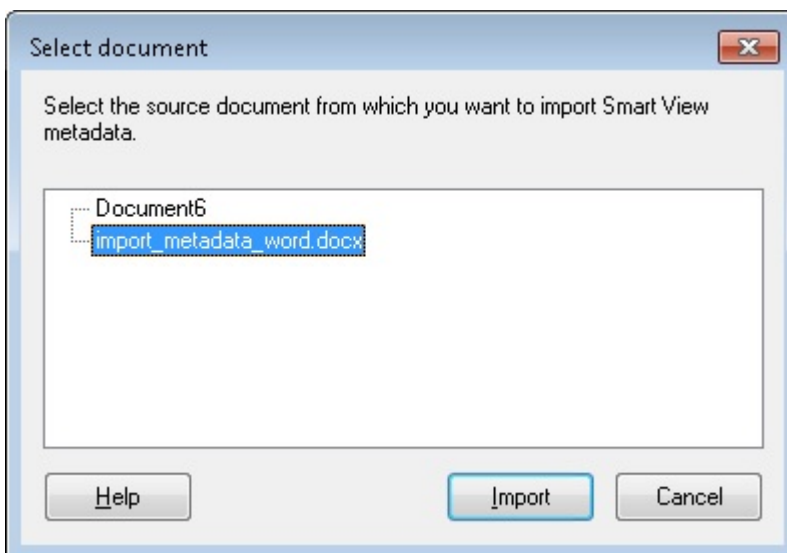 Select document
Select the source document from which you want to import Smart View
metadata.
Document6
import_metadata_word.docx
Help
Import
Cancel